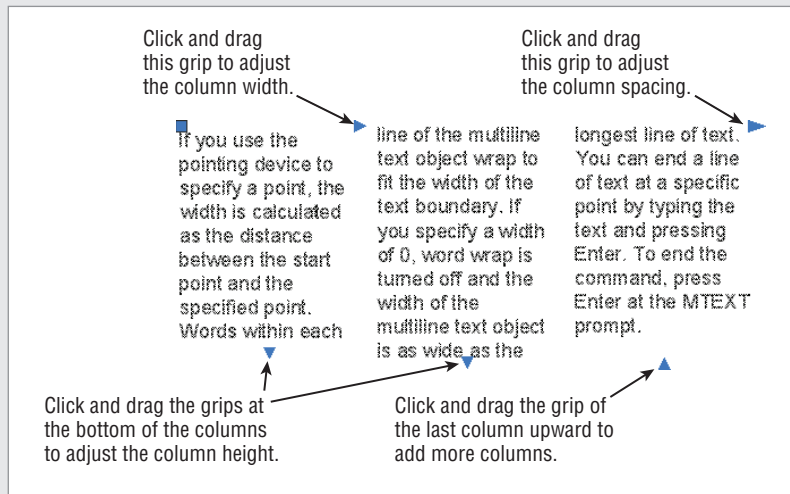 Click and drag
this grip to adjust
the column width.
Click and drag
this grip to adjust
the column spacing.
If you use the
pointing device to
specify a point, the
width is calculated
as the distance
between the start
point and the
specified point.
Words within each
line of the multiline
text object wrap to
fit the width of the
text boundary. If
you specify a width
of 0, word wrap is
turned off and the
width of the
multiline text object
is as wide as the
longest line of text.
You can end a line
of text at a specific
point by typing the
text and pressing
Enter. To end the
command, press
Enter at the MTEXT
prompt.
Click and drag the grips at
the bottom of the columns
to adjust the column height.
Click and drag the grip of
the last column upward to
add more columns.